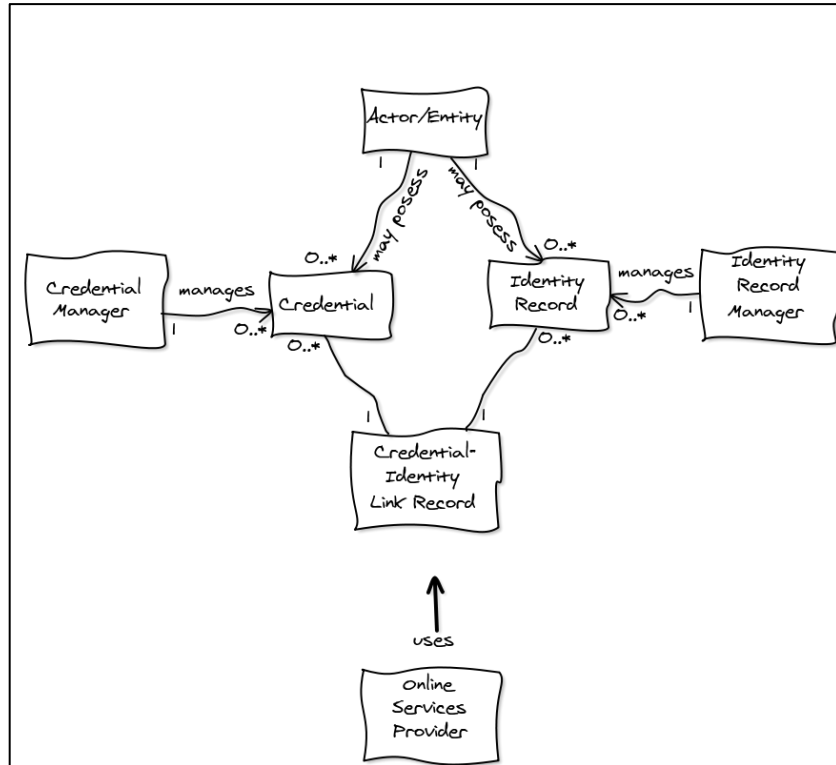 Actor/Entity
1
1
may posess
may posess
0..*
0..*
Credential
Manager
manages
1
0..*
Credential
0..*
Identity
Record
0..*
manages
0..*
1
Identity
Record
Manager
1
1
Credential-
Identity
Link Record
uses
Online
Services
Provider